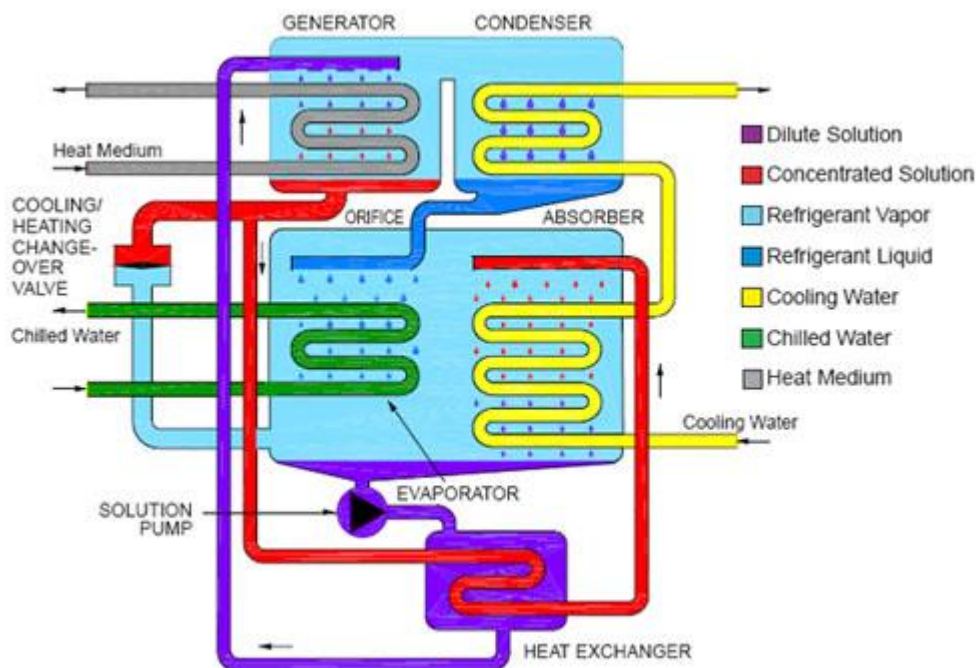 GENERATOR
CONDENSER
Heat Medium
COOLING/
HEATING
CHANGE-
OVER
VALVE
ORIFICE
ABSORBER
Chilled Water
Cooling Water
EVAPORATOR
SOLUTION
PUMP
HEAT EXCHANGER
Dilute Solution
Concentrated Solution
Refrigerant Vapor
Refrigerant Liquid
Cooling Water
Chilled Water
Heat Medium